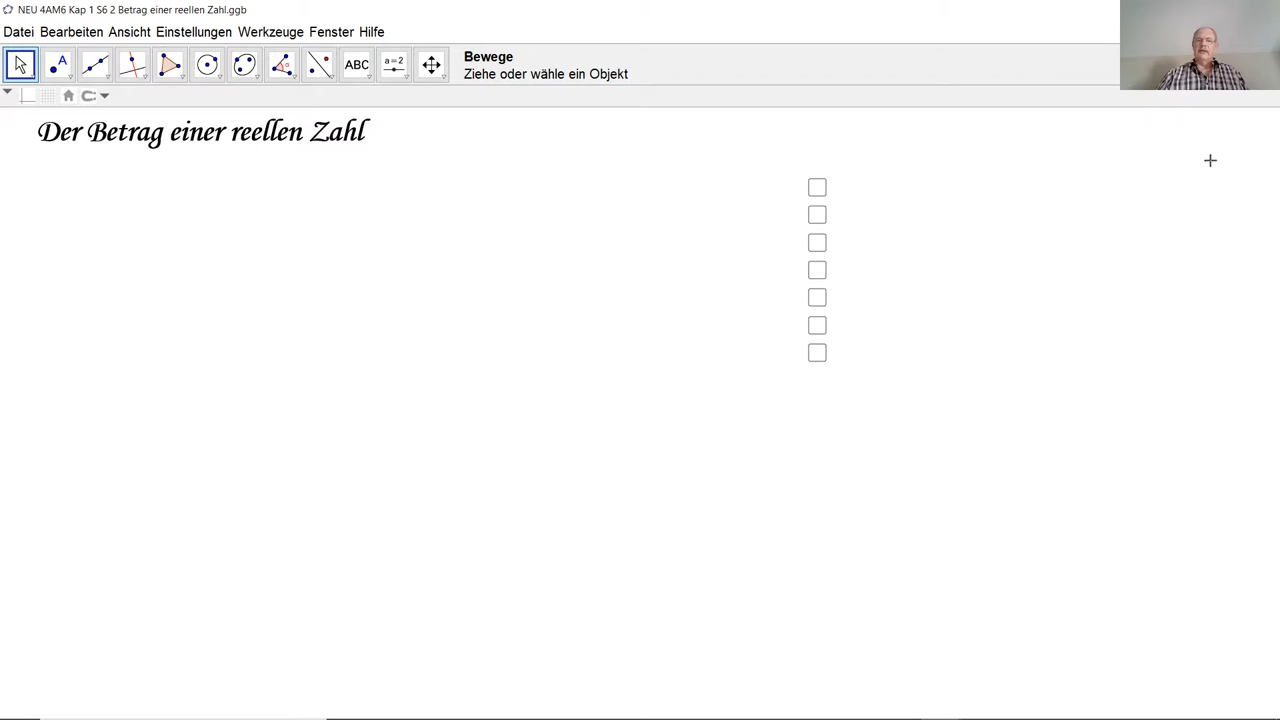 NEU 4AM6 Kap 1 S6 2 Betrag einer reellen Zahl.ggb
Datei Bearbeiten Ansicht Einstellungen Werkzeuge Fenster Hilfe
A
ABC
a=2
Bewege
Ziehe oder wähle ein Objekt
Der Betrag einer reellen Zahl